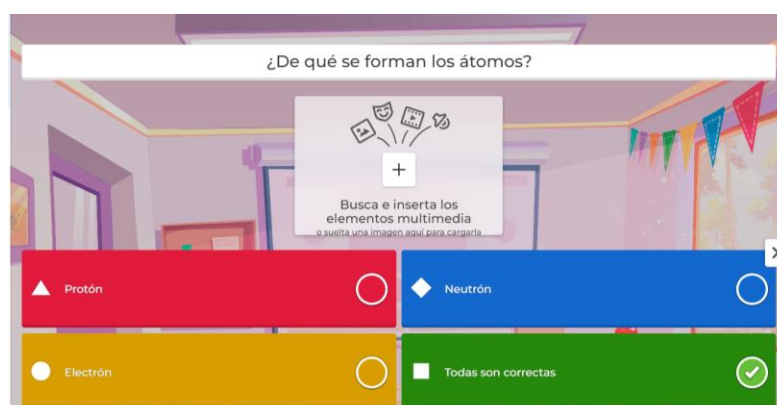 ¿De qué se forman los átomos?
Busca e inserta los
elementos multimedia
o suelta una imagen aquí para cargarla
Protón
Neutrón
Electrón
Todas son correctas